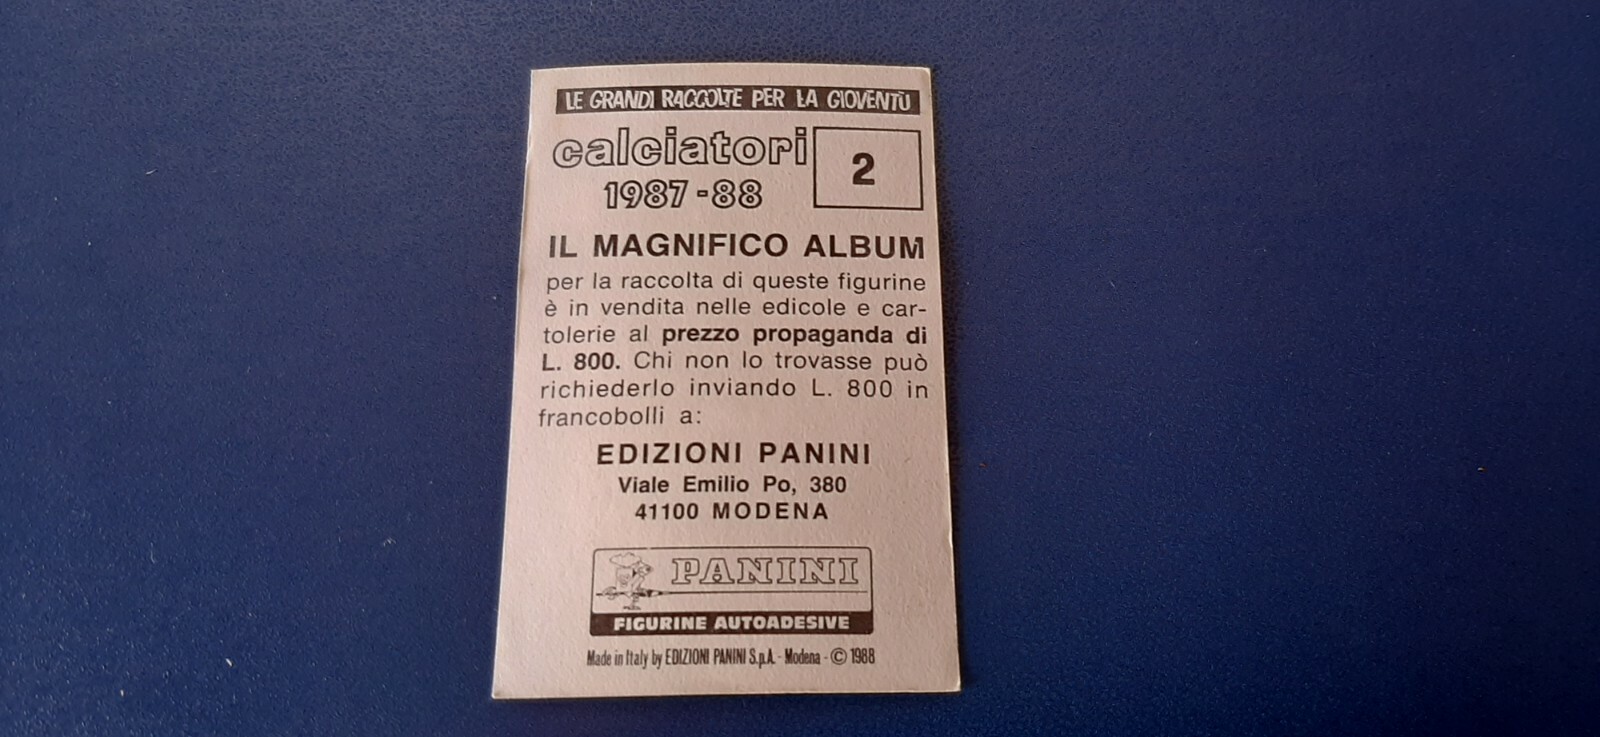 LE GRANDI RACCOLTE PER LA GIOVENTÙ
calciatori
1987-88
2
IL MAGNIFICO ALBUM
per la raccolta di queste figurine
è in vendita nelle edicole e car-
tolerie al prezzo propaganda di
L. 800. Chi non lo trovasse può
richiederlo inviando L. 800 in
francobolli a:
EDIZIONI PANINI
Viale Emilio Po, 380
41100 MODENA
PANINI
FIGURINE AUTOADESIVE
Made in Italy by EDIZIONI PANINI S.p.A. - Modena - © 1988